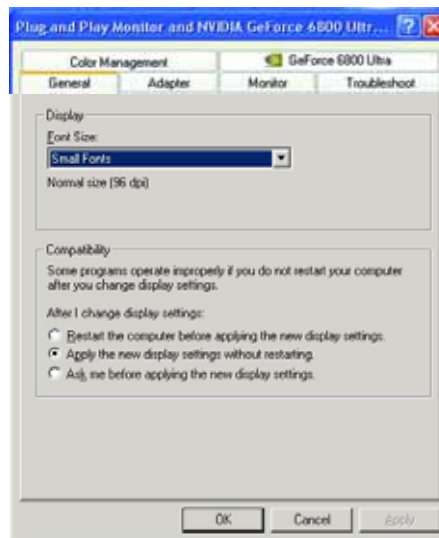 Plug and Play Monitor and NVIDIA GeForce 6800 Ultr...
Color Management GeForce 6800 Ultra
General Adapter Monitor Troubleshoot
Display
Font Size:
Small Fonts
Normal size (96 dpi)
Compatibility
Some programs operate improperly if you do not restart your computer
after you change display settings.
After I change display settings:
Restart the computer before applying the new display settings.
Apply the new display settings without restarting.
Ask me before applying the new display settings.
OK Cancel Apply